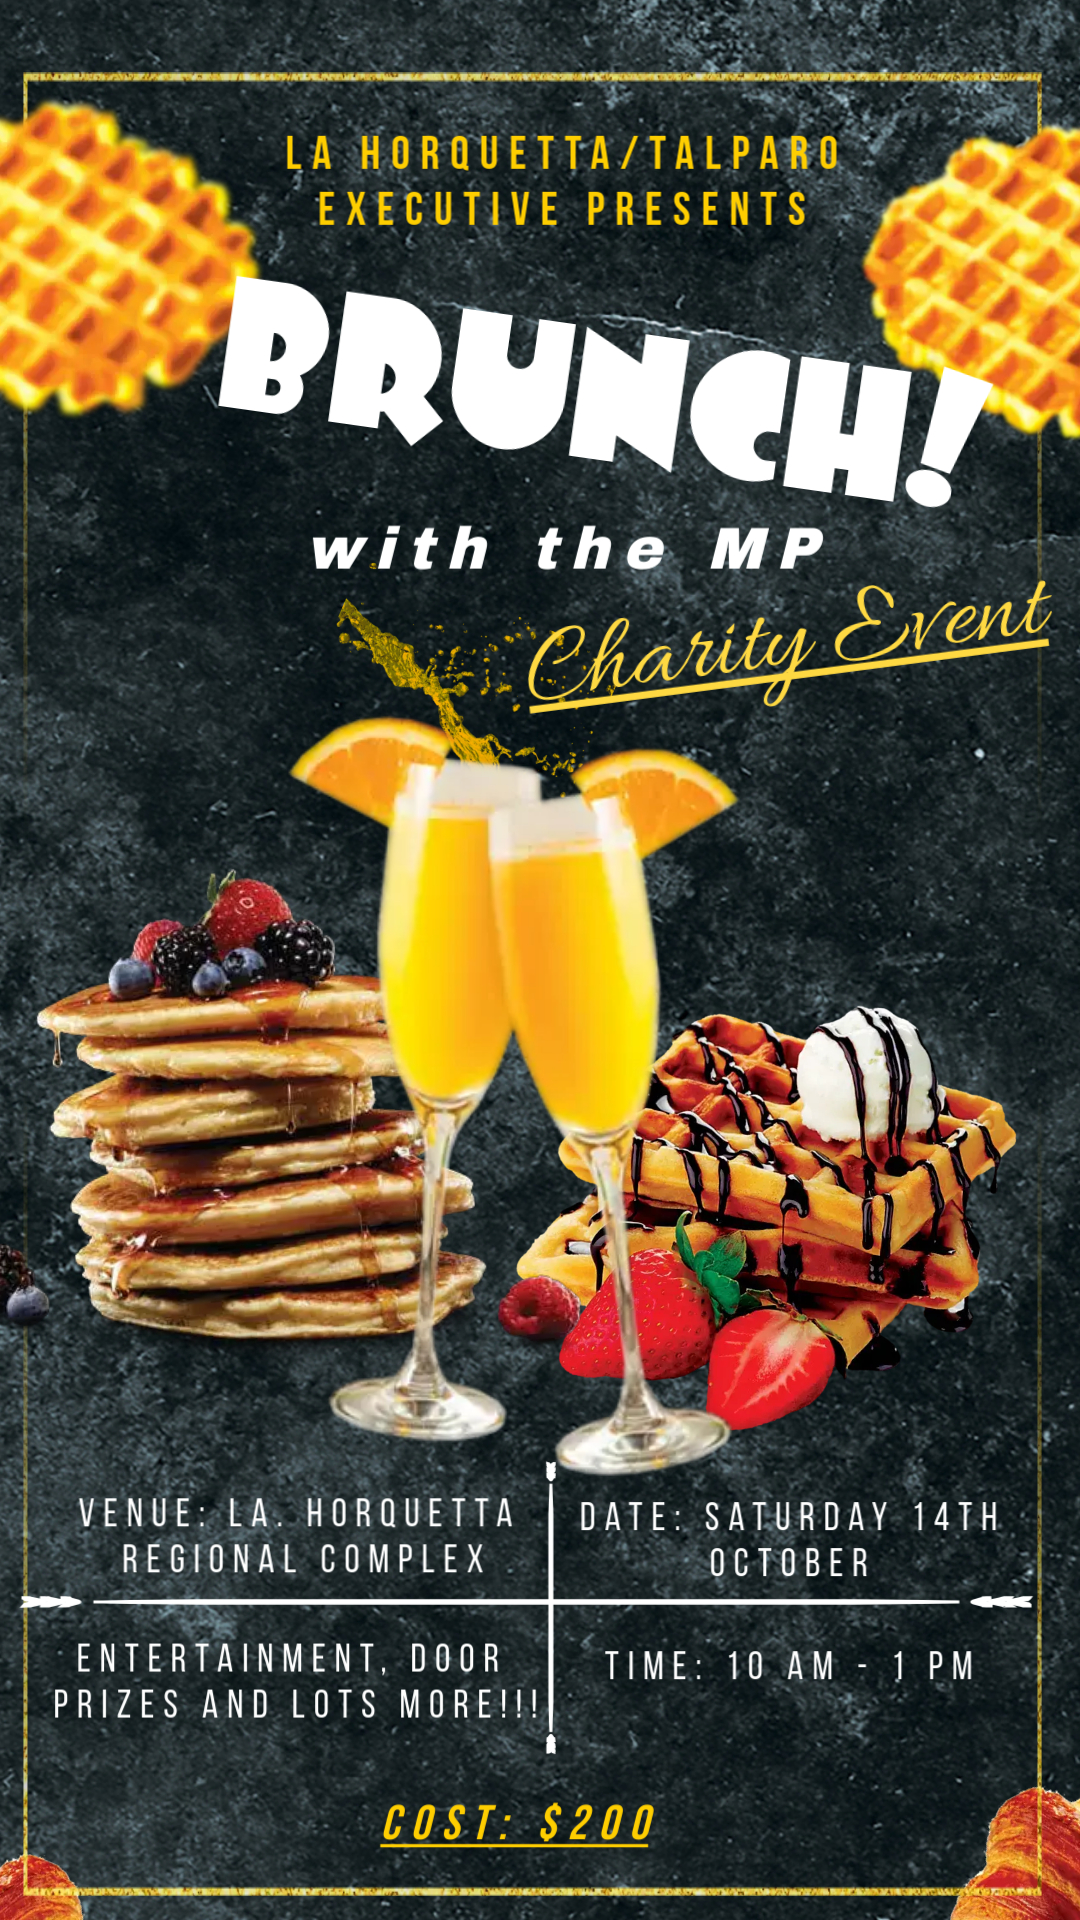 LA HORQUETTA/TALPARO
EXECUTIVE PRESENTS
BRUNCH!
with the MP
Charity Event
VENUE: LA. HORQUETTA
REGIONAL COMPLEX
DATE: SATURDAY 14TH
OCTOBER
ENTERTAINMENT, DOOR
PRIZES AND LOTS MORE!!!
TIME: 10 AM - 1 PM
COST: $200